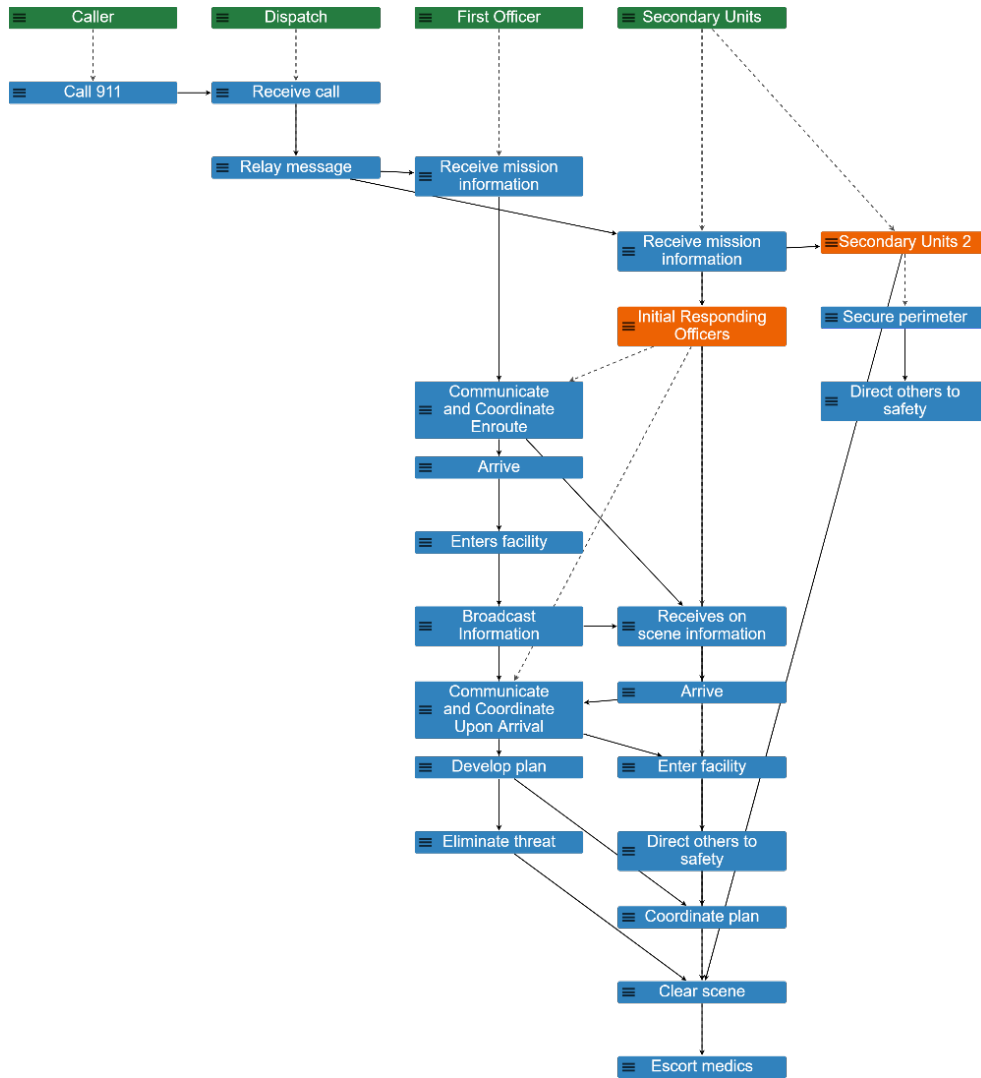 Caller
Dispatch
First Officer
Secondary Units
Call 911
Receive call
Relay message
Receive mission
information
Receive mission
information
Secondary Units 2
Initial Responding
Officers
Secure perimeter
Communicate
and Coordinate
Enroute
Direct others to
safety
Arrive
Enters facility
Broadcast
Information
Receives on
scene information
Communicate
and Coordinate
Upon Arrival
Arrive
Develop plan
Enter facility
Eliminate threat
Direct others to
safety
Coordinate plan
Clear scene
Escort medics